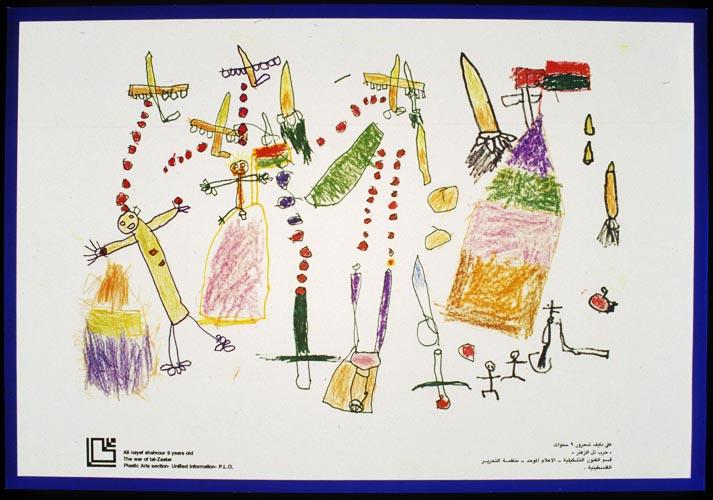 Ali nayef shahrour 9 years old
The war of tal-Zaatar
Plastic Arts section- Unified information- P.L.O.
علي نايف شحرور ٩ سنوات
« حرب تل الزعتر »
قسم الفنون التشكيلية – الاعلام الموحد – منظمة التحرير
الفلسطينية .